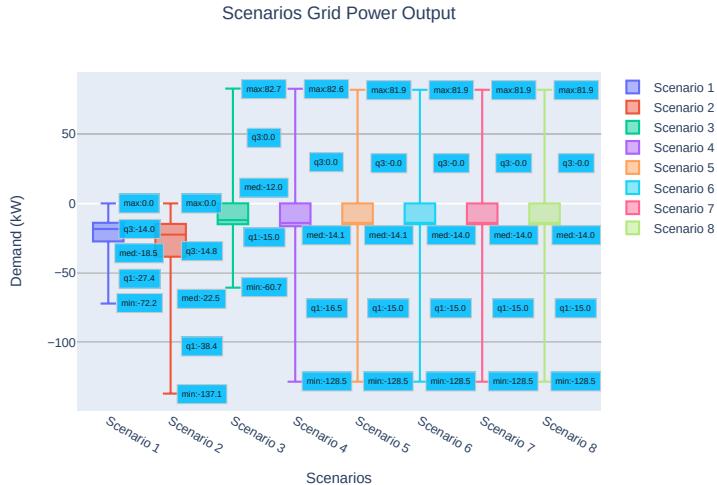 Scenarios Grid Power Output
Demand (kW)
50
0
−50
−100
max:0.0
q3:-14.0
med:-18.5
q1:-27.4
min:-72.2
max:0.0
q3:-14.8
med:-22.5
q1:-38.4
min:-137.1
max:82.7
q3:0.0
med:-12.0
q1:-15.0
min:-60.7
max:82.6
q3:0.0
med:-14.1
q1:-16.5
min:-128.5
max:81.9
q3:-0.0
med:-14.1
q1:-15.0
min:-128.5
max:81.9
q3:-0.0
med:-14.0
q1:-15.0
min:-128.5
max:81.9
q3:-0.0
med:-14.0
q1:-15.0
min:-128.5
max:81.9
q3:-0.0
med:-14.0
q1:-15.0
min:-128.5
Scenario 1
Scenario 2
Scenario 3
Scenario 4
Scenario 5
Scenario 6
Scenario 7
Scenario 8
Scenarios
Scenario 1
Scenario 2
Scenario 3
Scenario 4
Scenario 5
Scenario 6
Scenario 7
Scenario 8